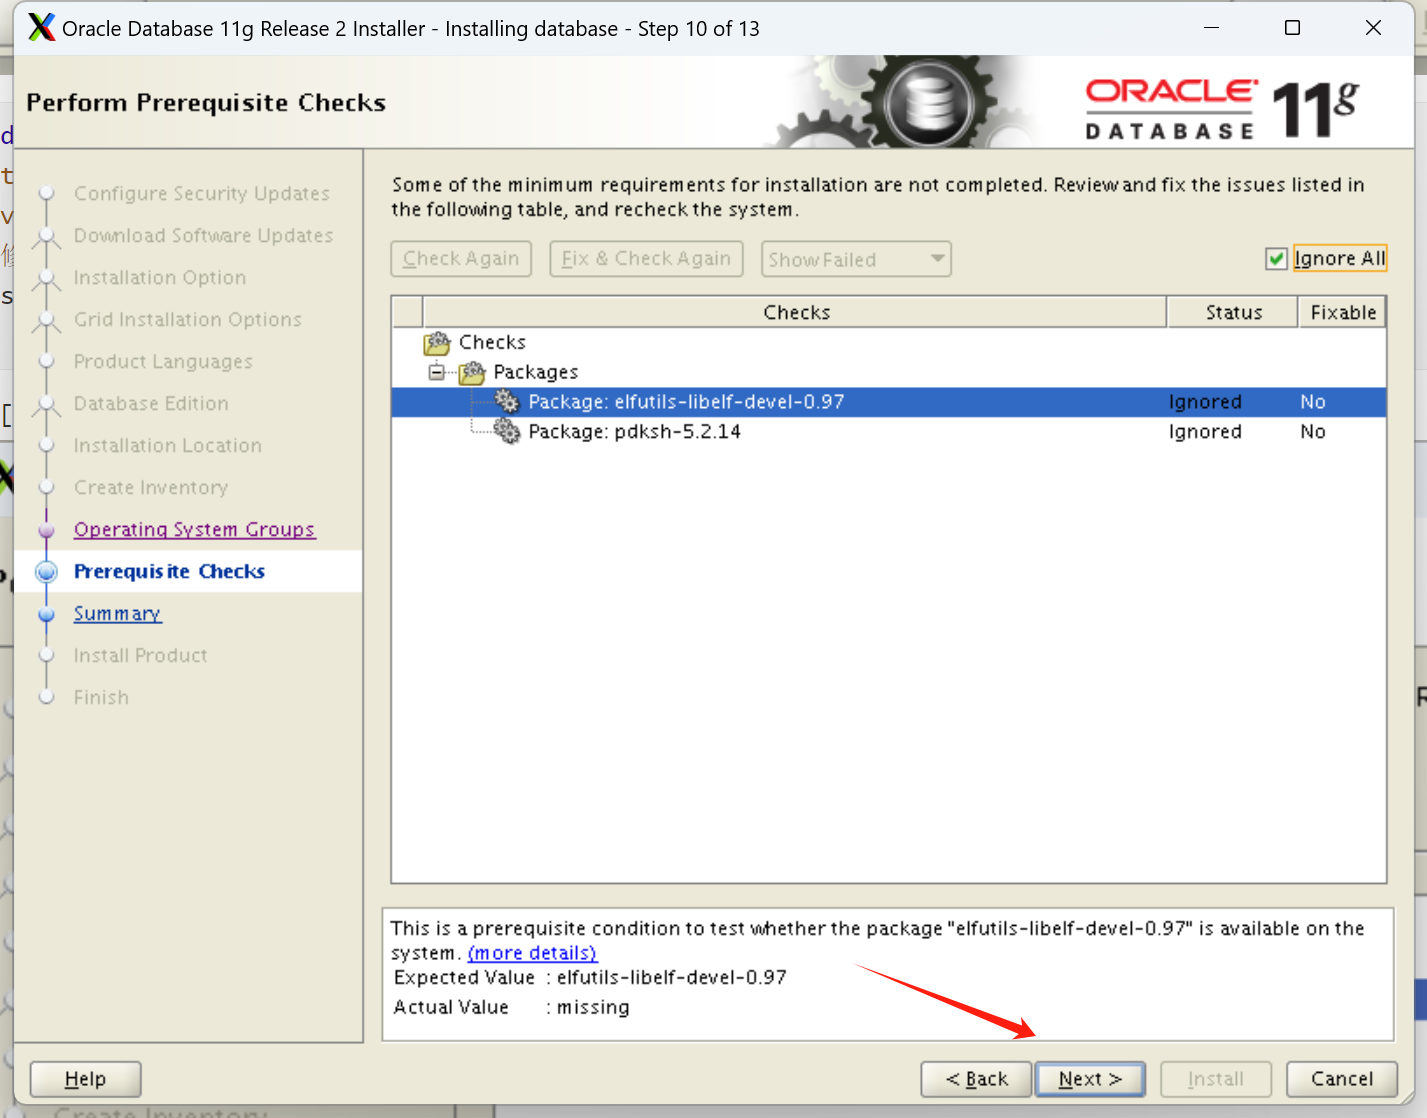 Oracle Database 11g Release 2 Installer - Installing database - Step 10 of 13
Perform Prerequisite Checks
ORACLE
DATABASE
11g
Configure Security Updates
Download Software Updates
Installation Option
Grid Installation Options
Product Languages
Database Edition
Installation Location
Create Inventory
Operating System Groups
Prerequisite Checks
Summary
Install Product
Finish
Some of the minimum requirements for installation are not completed. Review and fix the issues listed in
the following table, and recheck the system.
Check Again
Fix & Check Again
Show Failed
Ignore All
Checks Status Fixable
Checks
Packages
Package: elfutils-libelf-devel-0.97 Ignored No
Package: pdksh-5.2.14 Ignored No
This is a prerequisite condition to test whether the package "elfutils-libelf-devel-0.97" is available on the
system. (more details)
Expected Value : elfutils-libelf-devel-0.97
Actual Value : missing
Help
< Back
Next >
Install
Cancel
Create Inventory